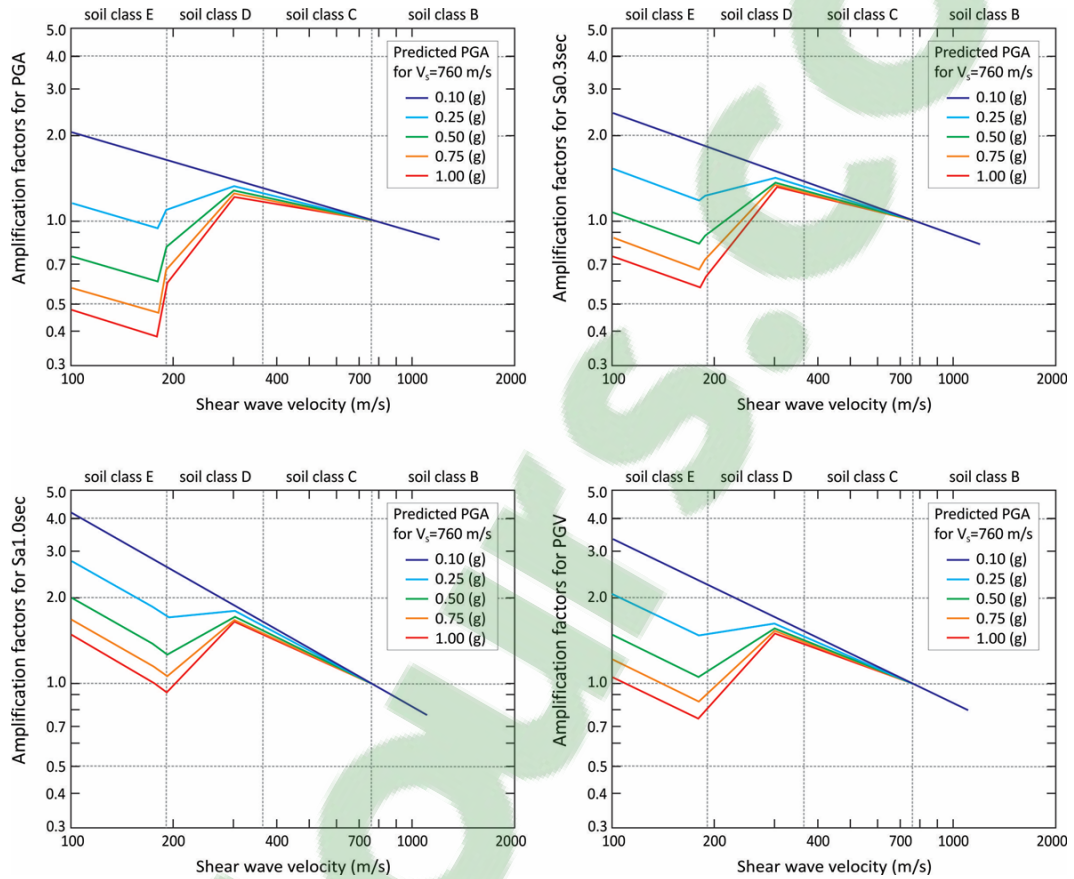 soil class E soil class D soil class C soil class B
5.0
4.0
3.0
2.0
1.0
0.7
0.5
0.4
0.3
100 200 400 700 1000 2000
Amplification factors for PGA
Shear wave velocity (m/s)
Predicted PGA
for Vs=760 m/s
0.10 (g)
0.25 (g)
0.50 (g)
0.75 (g)
1.00 (g)
soil class E soil class D soil class C soil class B
5.0
4.0
3.0
2.0
1.0
0.7
0.5
0.4
0.3
100 200 400 700 1000 2000
Amplification factors for Sa0.3sec
Shear wave velocity (m/s)
Predicted PGA
for Vs=760 m/s
0.10 (g)
0.25 (g)
0.50 (g)
0.75 (g)
1.00 (g)
soil class E soil class D soil class C soil class B
5.0
4.0
3.0
2.0
1.0
0.7
0.5
0.4
0.3
100 200 400 700 1000 2000
Amplification factors for Sa1.0sec
Shear wave velocity (m/s)
Predicted PGA
for Vs=760 m/s
0.10 (g)
0.25 (g)
0.50 (g)
0.75 (g)
1.00 (g)
soil class E soil class D soil class C soil class B
5.0
4.0
3.0
2.0
1.0
0.7
0.5
0.4
0.3
100 200 400 700 1000 2000
Amplification factors for PGV
Shear wave velocity (m/s)
Predicted PGA
for Vs=760 m/s
0.10 (g)
0.25 (g)
0.50 (g)
0.75 (g)
1.00 (g)
ours.co